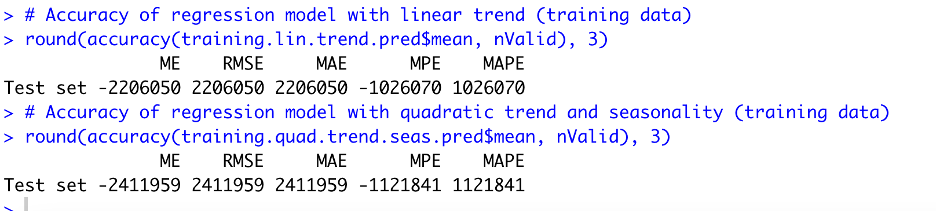 > # Accuracy of regression model with linear trend (training data)
> round(accuracy(training.lin.trend.pred$mean, nValid), 3)
ME RMSE MAE MPE MAPE
Test set -2206050 2206050 2206050 -1026070 1026070
> # Accuracy of regression model with quadratic trend and seasonality (training data)
> round(accuracy(training.quad.trend.seas.pred$mean, nValid), 3)
ME RMSE MAE MPE MAPE
Test set -2411959 2411959 2411959 -1121841 1121841
>